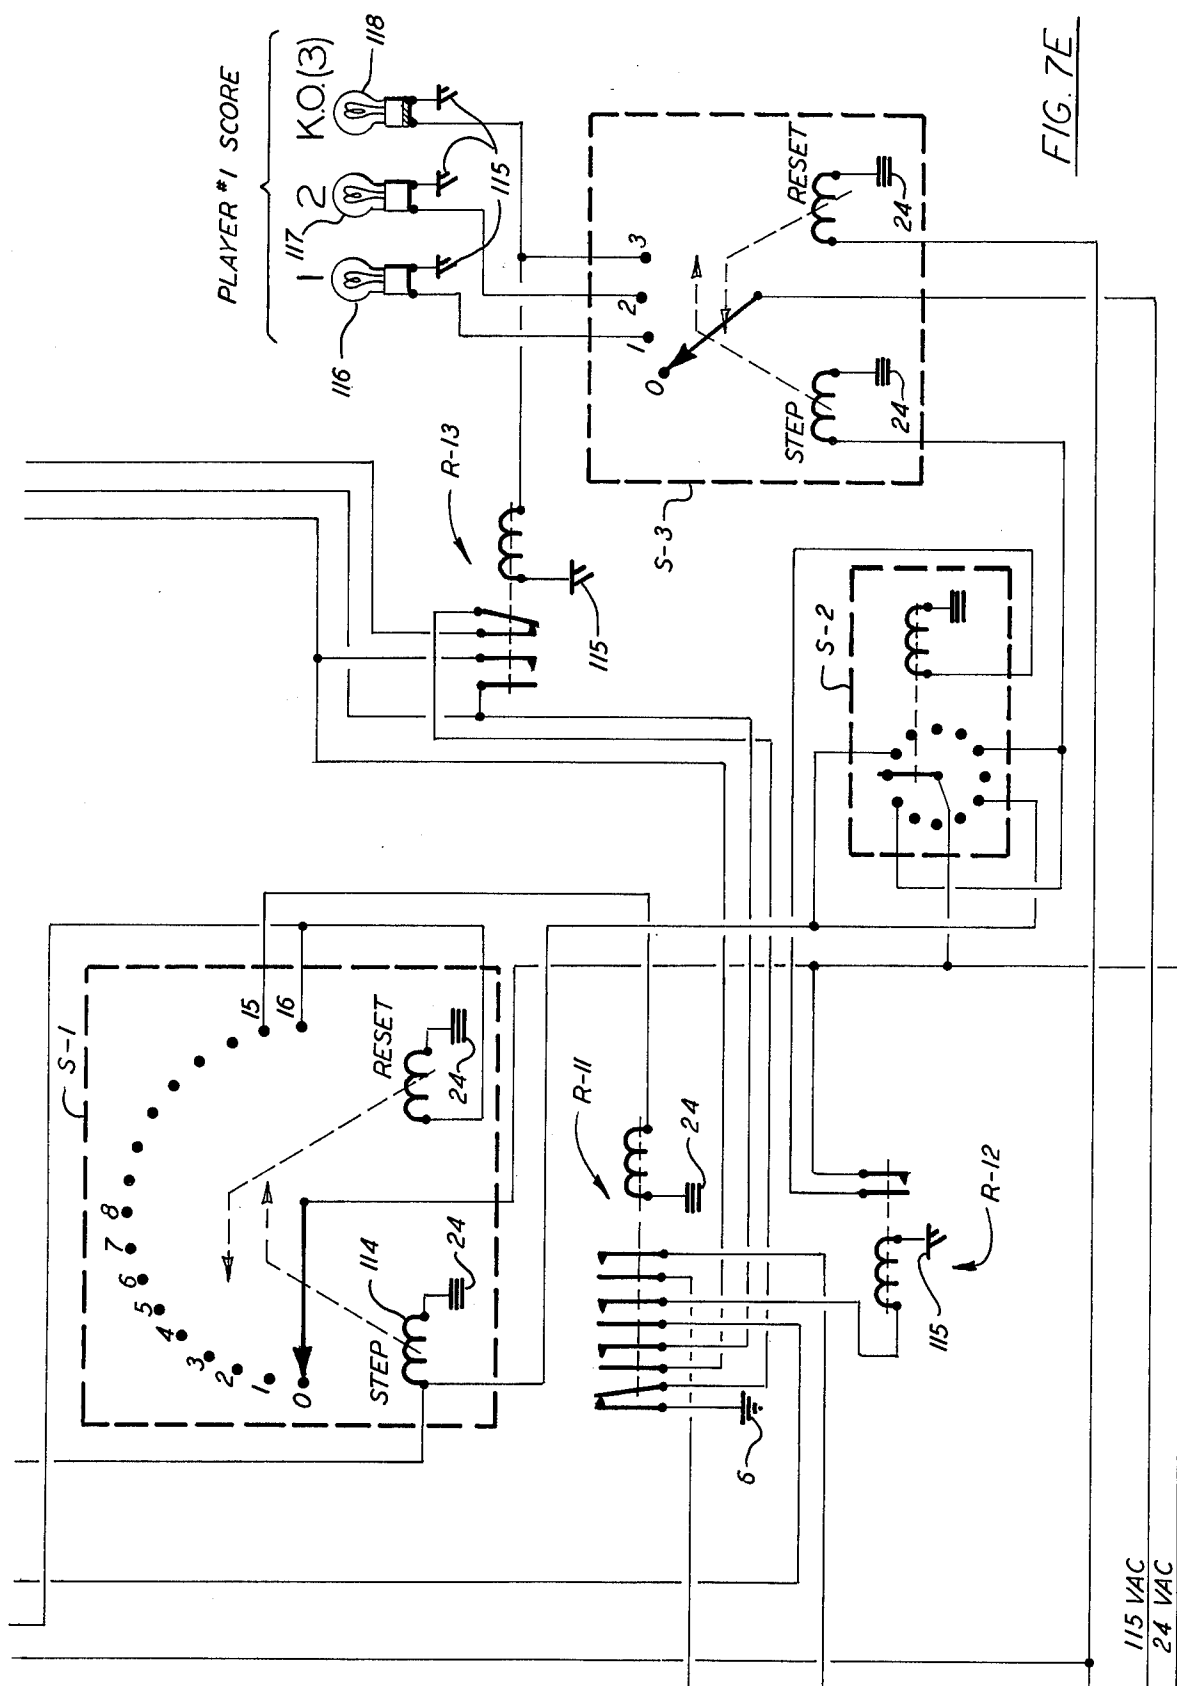 PLAYER #1 SCORE
1
2
K.O.(3)
116
117
118
115
R-13
115
S-3
0
1
2
3
STEP
RESET
24
24
FIG. 7E
S-1
0
1
2
3
4
5
6
7
8
15
16
STEP
RESET
114
24
24
R-11
24
6
S-2
R-12
115
115 VAC
24 VAC